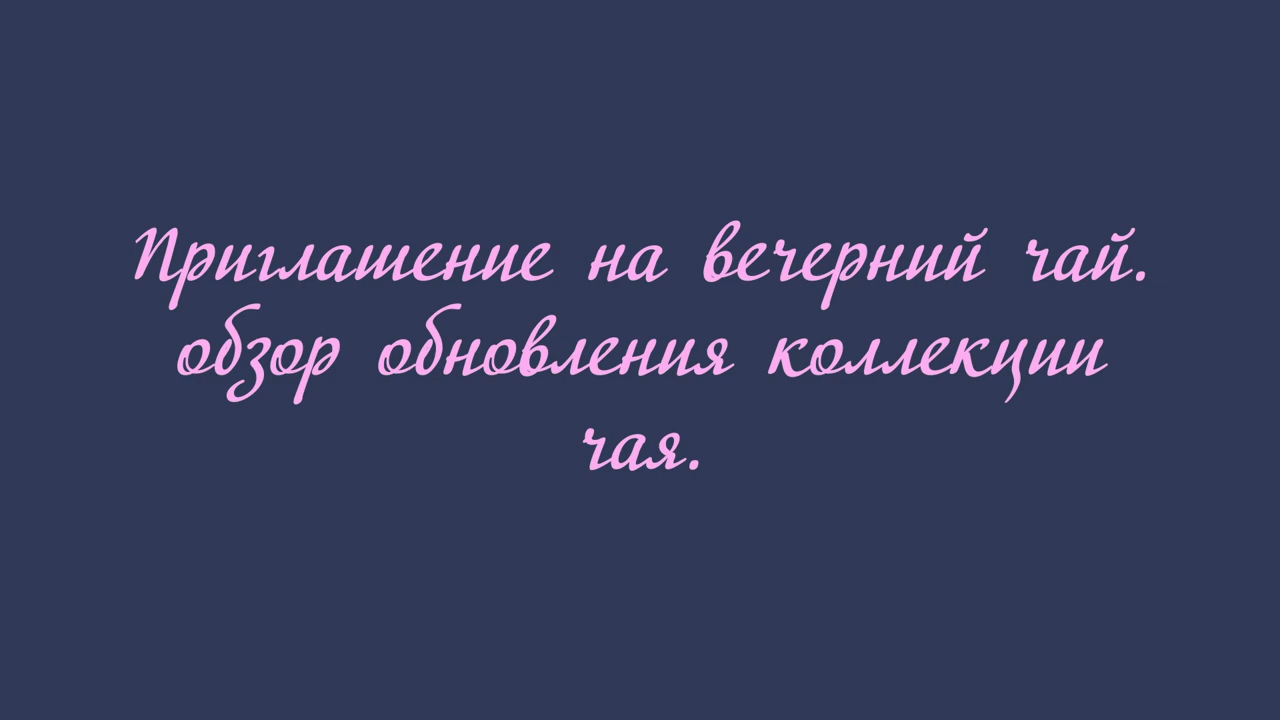 Приглашение на вечерний чай.
обзор обновления коллекции
чая.